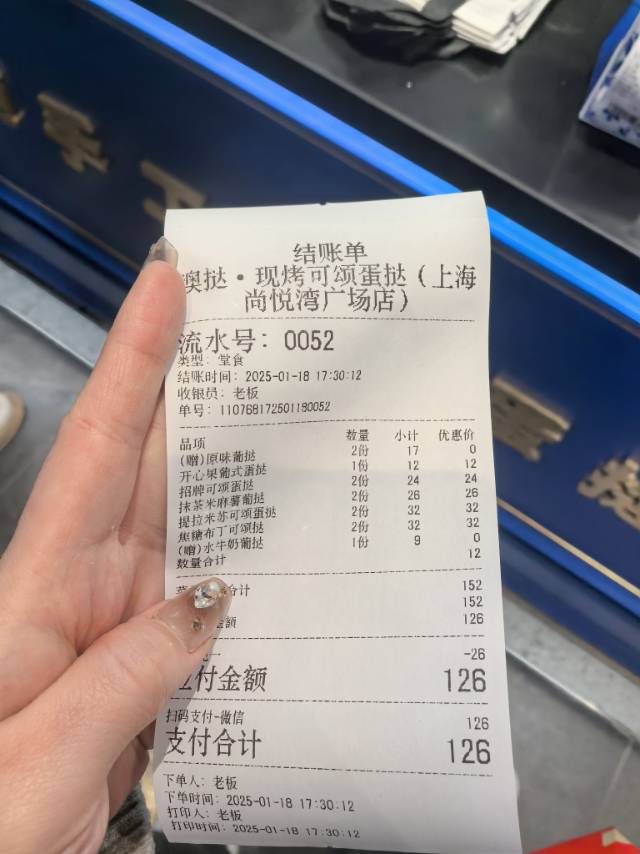 结账单
澳挞·现烤可颂蛋挞（上海
尚悦湾广场店）
流水号：0052
类型：堂食
结账时间：2025-01-18 17:30:12
收银员：老板
单号：110768172501180052
品项 数量 小计 优惠价
(赠)原味葡挞 2份 17 0
开心果葡式蛋挞 1份 12 12
招牌可颂蛋挞 2份 24 24
抹茶米麻薯葡挞 2份 26 26
提拉米苏可颂蛋挞 2份 32 32
焦糖布丁可颂挞 2份 32 32
(赠)水牛奶葡挞 1份 9 0
数量合计 12
合计 152
152
金额 126
-26
应付金额 126
扫码支付-微信 126
支付合计 126
下单人：老板
下单时间：2025-01-18 17:30:12
打印人：老板
打印时间：2025-01-18 17:30:12